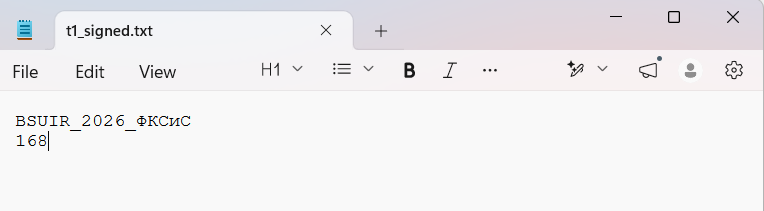 t1_signed.txt
File Edit View H1 B I
BSUIR_2026_ФКСиС
168